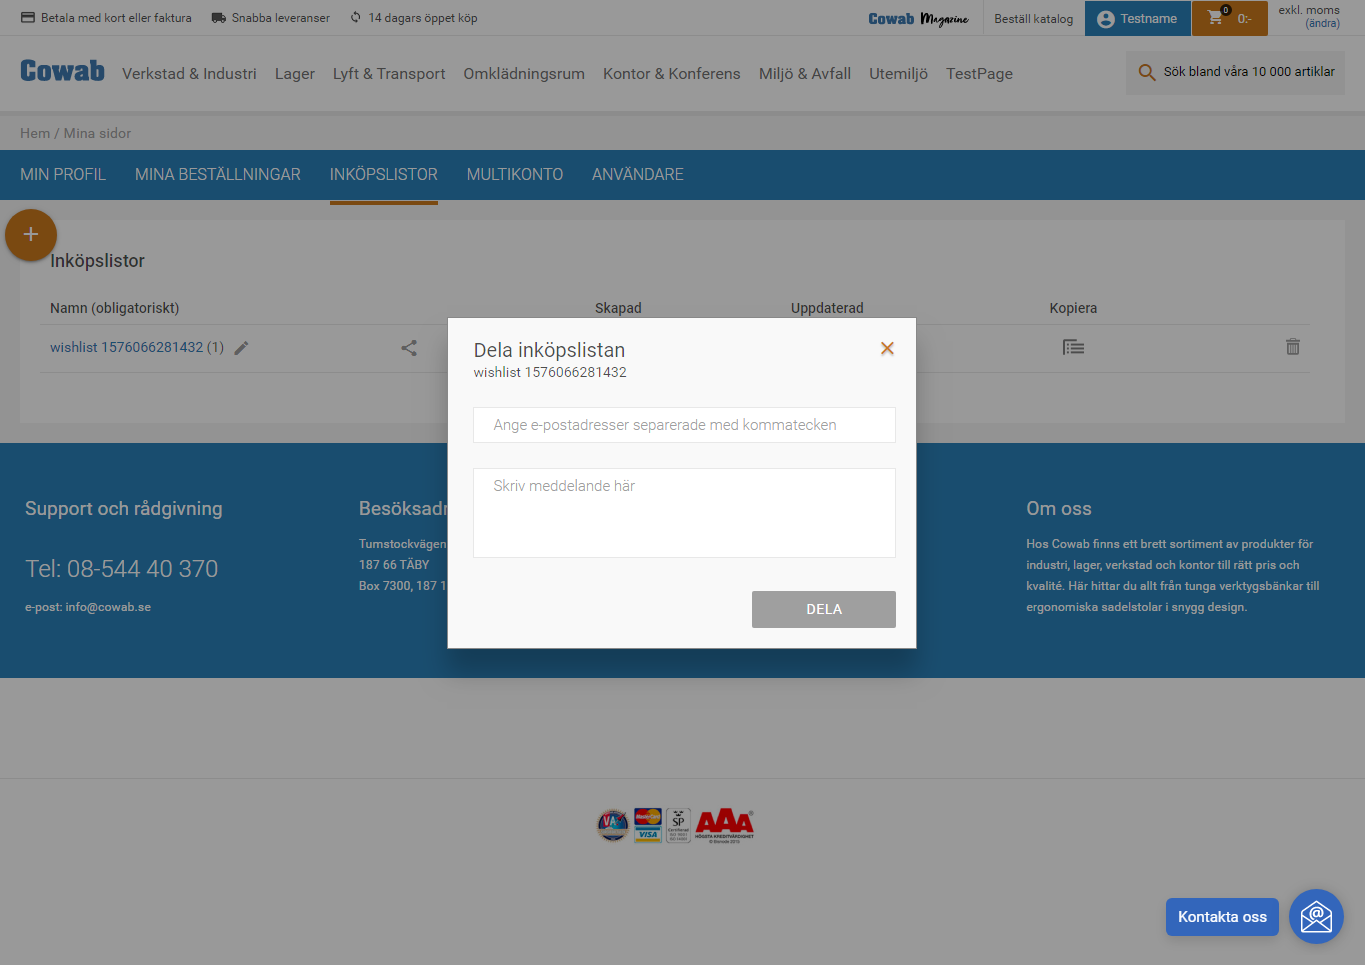 Betala med kort eller faktura
Snabba leveranser
14 dagars öppet köp
Cowab Magazine
Beställ katalog
Testname
0
0:-
exkl. moms
(ändra)
Cowab
Verkstad & Industri
Lager
Lyft & Transport
Omklädningsrum
Kontor & Konferens
Miljö & Avfall
Utemiljö
TestPage
Sök bland våra 10 000 artiklar
Hem / Mina sidor
MIN PROFIL
MINA BESTÄLLNINGAR
INKÖPSLISTOR
MULTIKONTO
ANVÄNDARE
+
Inköpslistor
Namn (obligatoriskt)
Skapad
Uppdaterad
Kopiera
wishlist 1576066281432 (1)
Dela inköpslistan
wishlist 1576066281432
Ange e-postadresser separerade med kommatecken
Skriv meddelande här
DELA
Support och rådgivning
Tel: 08-544 40 370
e-post: info@cowab.se
Besöksadr
Tumstockvägen
187 66 TÄBY
Box 7300, 187 1
Om oss
Hos Cowab finns ett brett sortiment av produkter för
industri, lager, verkstad och kontor till rätt pris och
kvalité. Här hittar du allt från tunga verktygsbänkar till
ergonomiska sadelstolar i snygg design.
VA
MasterCard
VISA
SP
Certifierad
AAA
HÖGSTA KREDITVÄRDIGHET
Kontakta oss